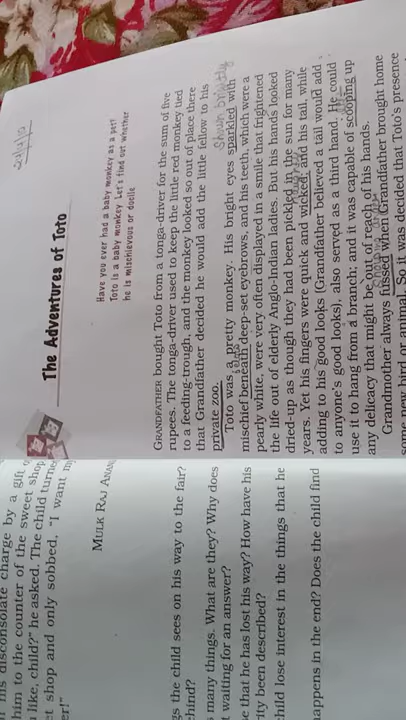 his disconsolate charge by a gift
him to the counter of the sweet shop
like, child?" he asked. The child turned
shop and only sobbed, "I want
er!"
MULK RAJ ANAND
gs the child sees on his way to the fair?
hind?
many things. What are they? Why does
waiting for an answer?
se that he has lost his way? How have his
ty been described?
child lose interest in the things that he
appens in the end? Does the child find
The Adventures of Toto
Have you ever had a baby monkey as a pet?
Toto is a baby monkey. Let's find out whether
he is mischievous or docile
GRANDFATHER bought Toto from a tonga-driver for the sum of five
rupees. The tonga-driver used to keep the little red monkey tied
to a feeding-trough, and the monkey looked so out of place there
that Grandfather decided he would add the little fellow to his
private zoo.
Shown brightly
Toto was a pretty monkey. His bright eyes sparkled with
mischief beneath deep-set eyebrows, and his teeth, which were a
pearly white, were very often displayed in a smile that frightened
the life out of elderly Anglo-Indian ladies. But his hands looked
dried-up as though they had been pickled in the sun for many
years. Yet his fingers were quick and wicked; and his tail, while
adding to his good looks (Grandfather believed a tail would add
to anyone's good looks), also served as a third hand. He could
use it to hang from a branch; and it was capable of scooping up
any delicacy that might be out of reach of his hands.
Grandmother always fussed when Grandfather brought home
some new bird or animal. So it was decided that Toto's presence